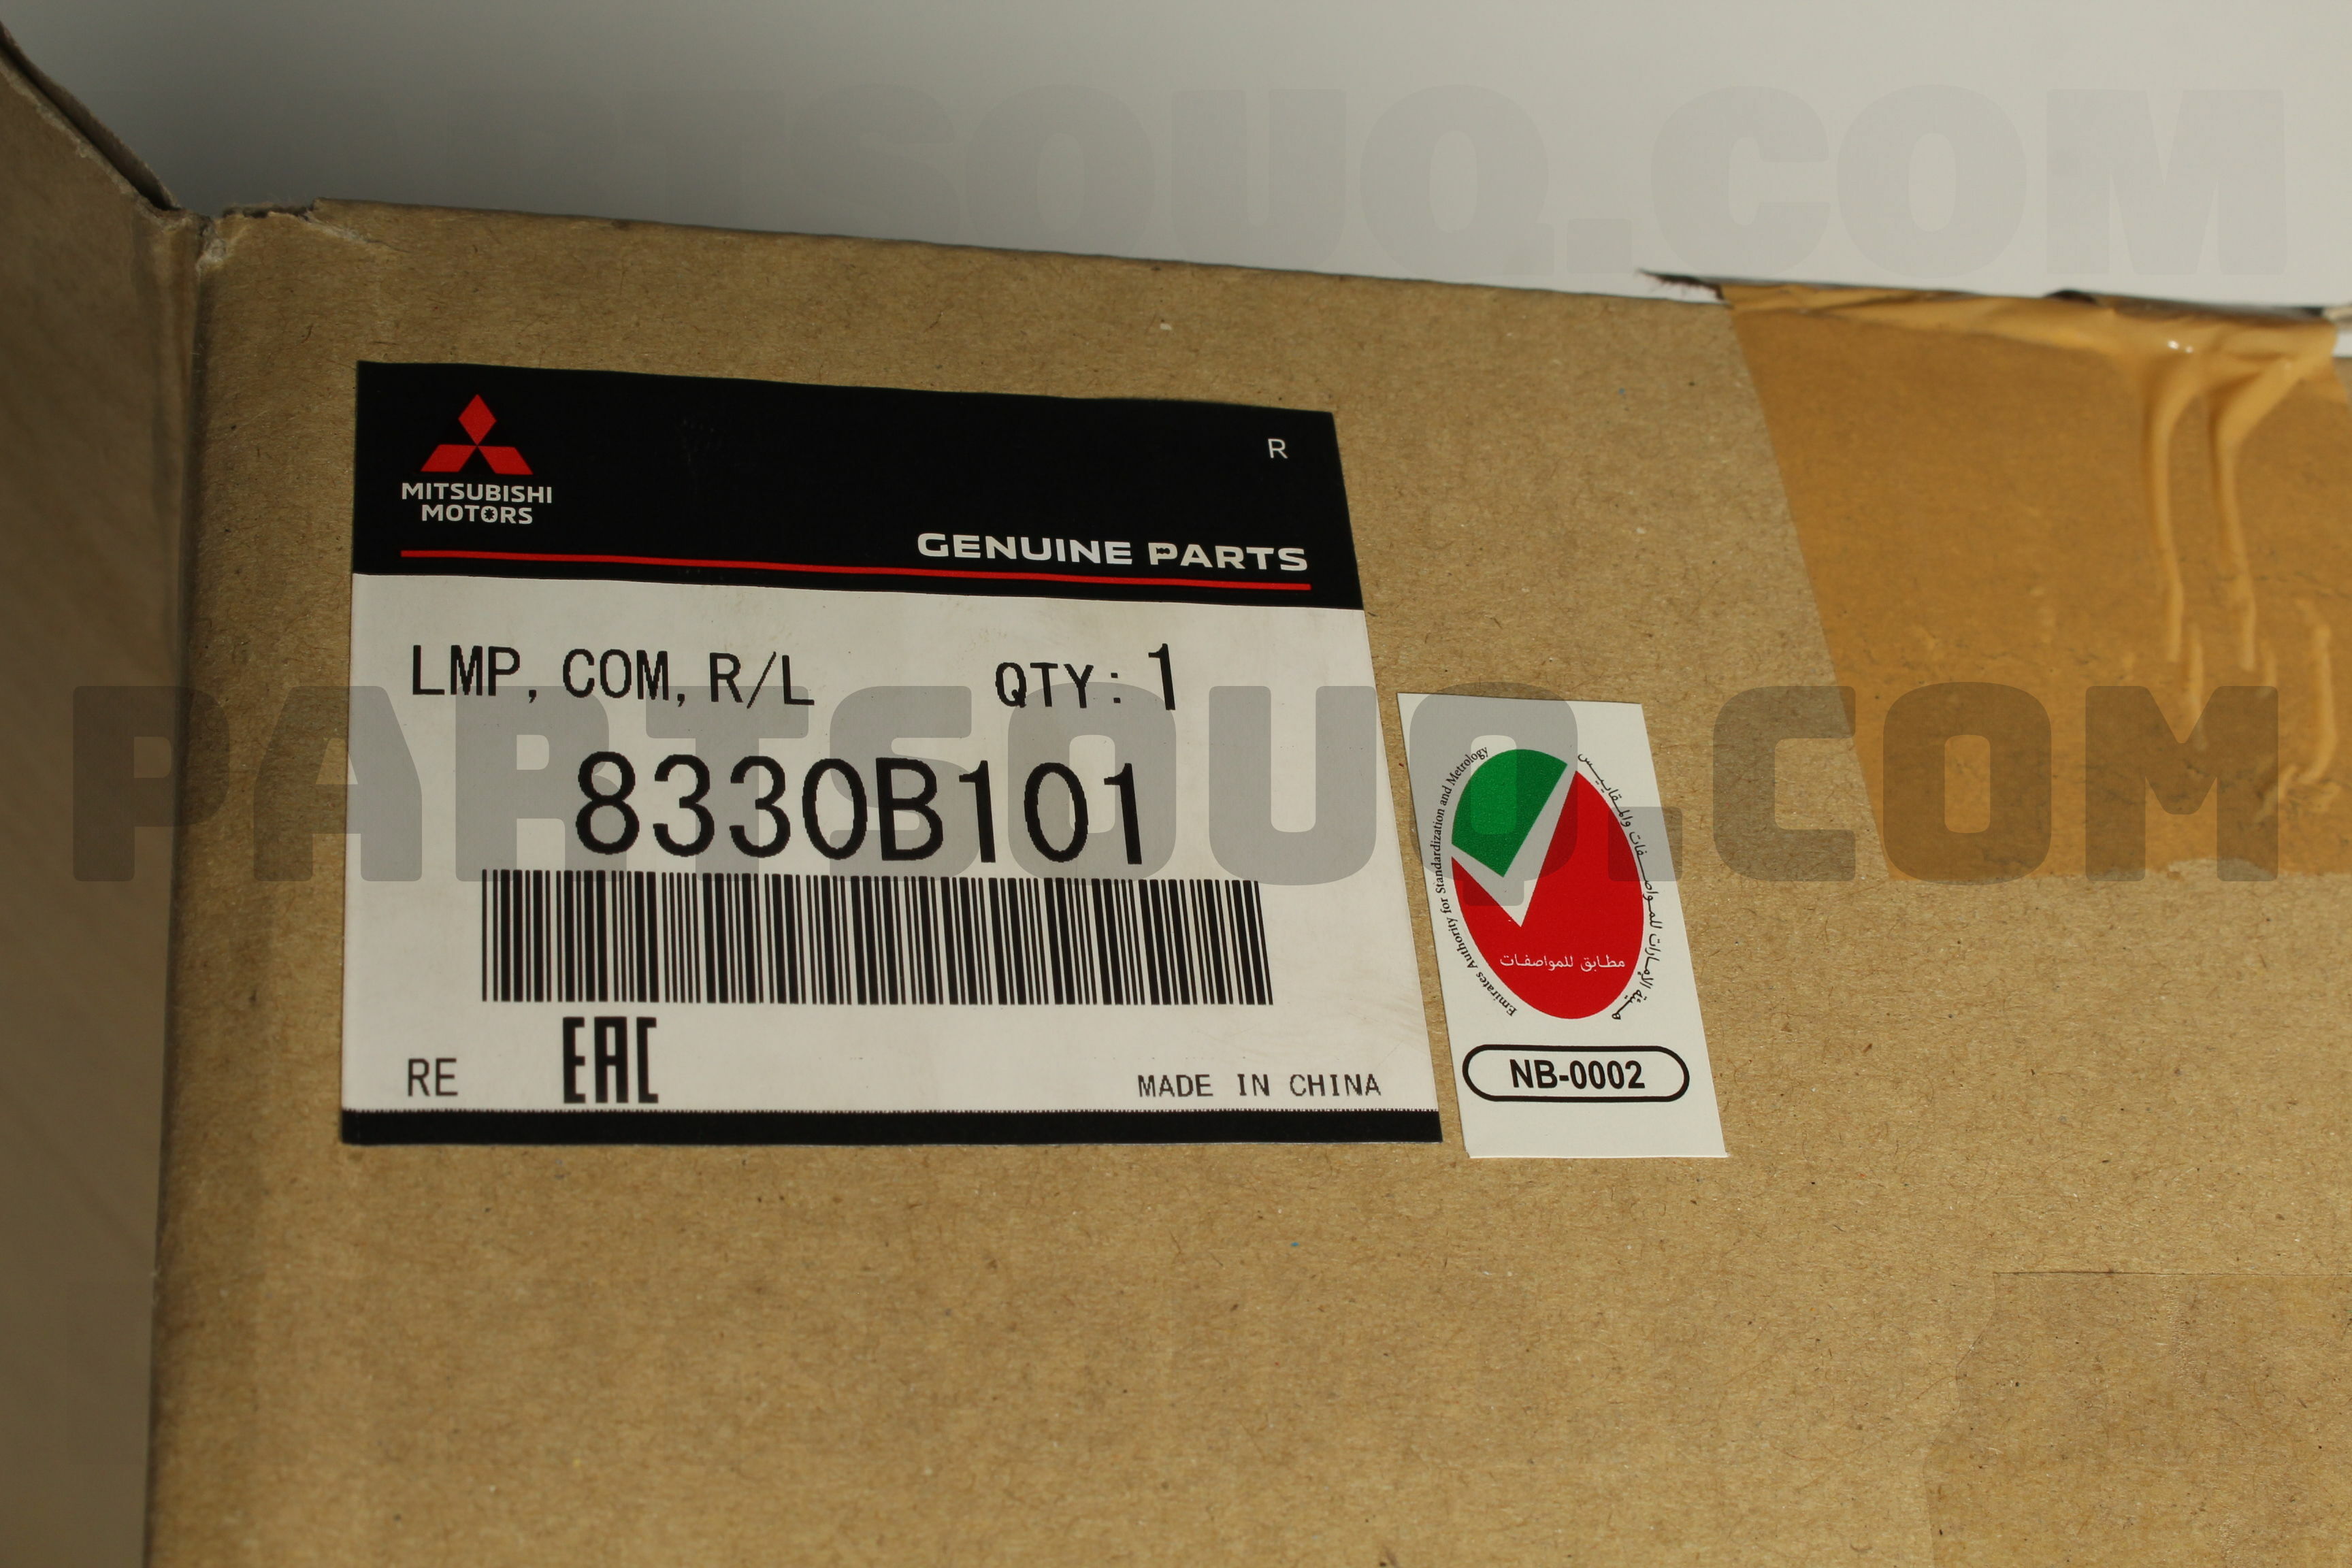 PARTSOUQ.COM
MITSUBISHI
MOTORS
R
GENUINE PARTS
LMP, COM, R/L QTY: 1
8330B101
RE EAC MADE IN CHINA
Emirates Authority for Standardization and Metrology
هيئة الإمارات للمواصفات والمقاييس
مطابق للمواصفات
NB-0002
PARTSOUQ.COM